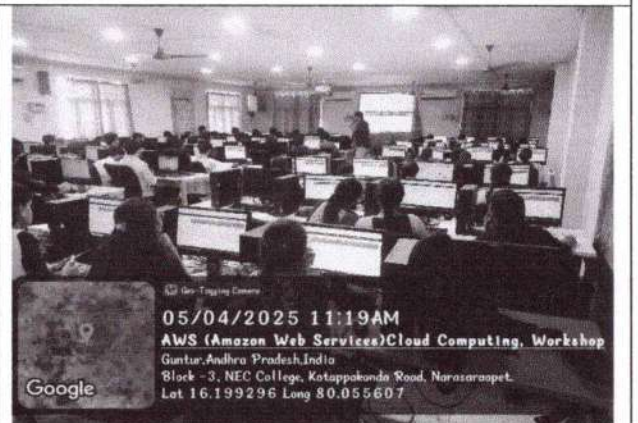 Geo-Tagging Camera
05/04/2025 11:19AM
AWS (Amazon Web Services)Cloud Computing, Workshop
Guntur,Andhra Pradesh,India
Block -3, NEC College, Kotappakonda Road, Narasaraopet.
Lat 16.199296 Long 80.055607
Google